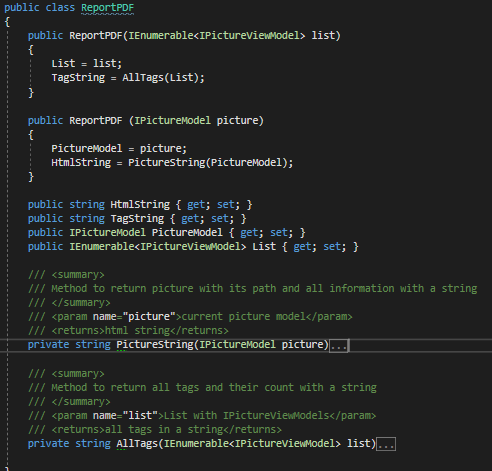 public class ReportPDF
{
public ReportPDF(IEnumerable<IPictureViewModel> list)
{
List = list;
TagString = AllTags(List);
}
public ReportPDF (IPictureModel picture)
{
PictureModel = picture;
HtmlString = PictureString(PictureModel);
}
public string HtmlString { get; set; }
public string TagString { get; set; }
public IPictureModel PictureModel { get; set; }
public IEnumerable<IPictureViewModel> List { get; set; }
/// <summary>
/// Method to return picture with its path and all information with a string
/// </summary>
/// <param name="picture">current picture model</param>
/// <returns>html string</returns>
private string PictureString(IPictureModel picture)...
/// <summary>
/// Method to return all tags and their count with a string
/// </summary>
/// <param name="list">List with IPictureViewModels</param>
/// <returns>all tags in a string</returns>
private string AllTags(IEnumerable<IPictureViewModel> list)...
}